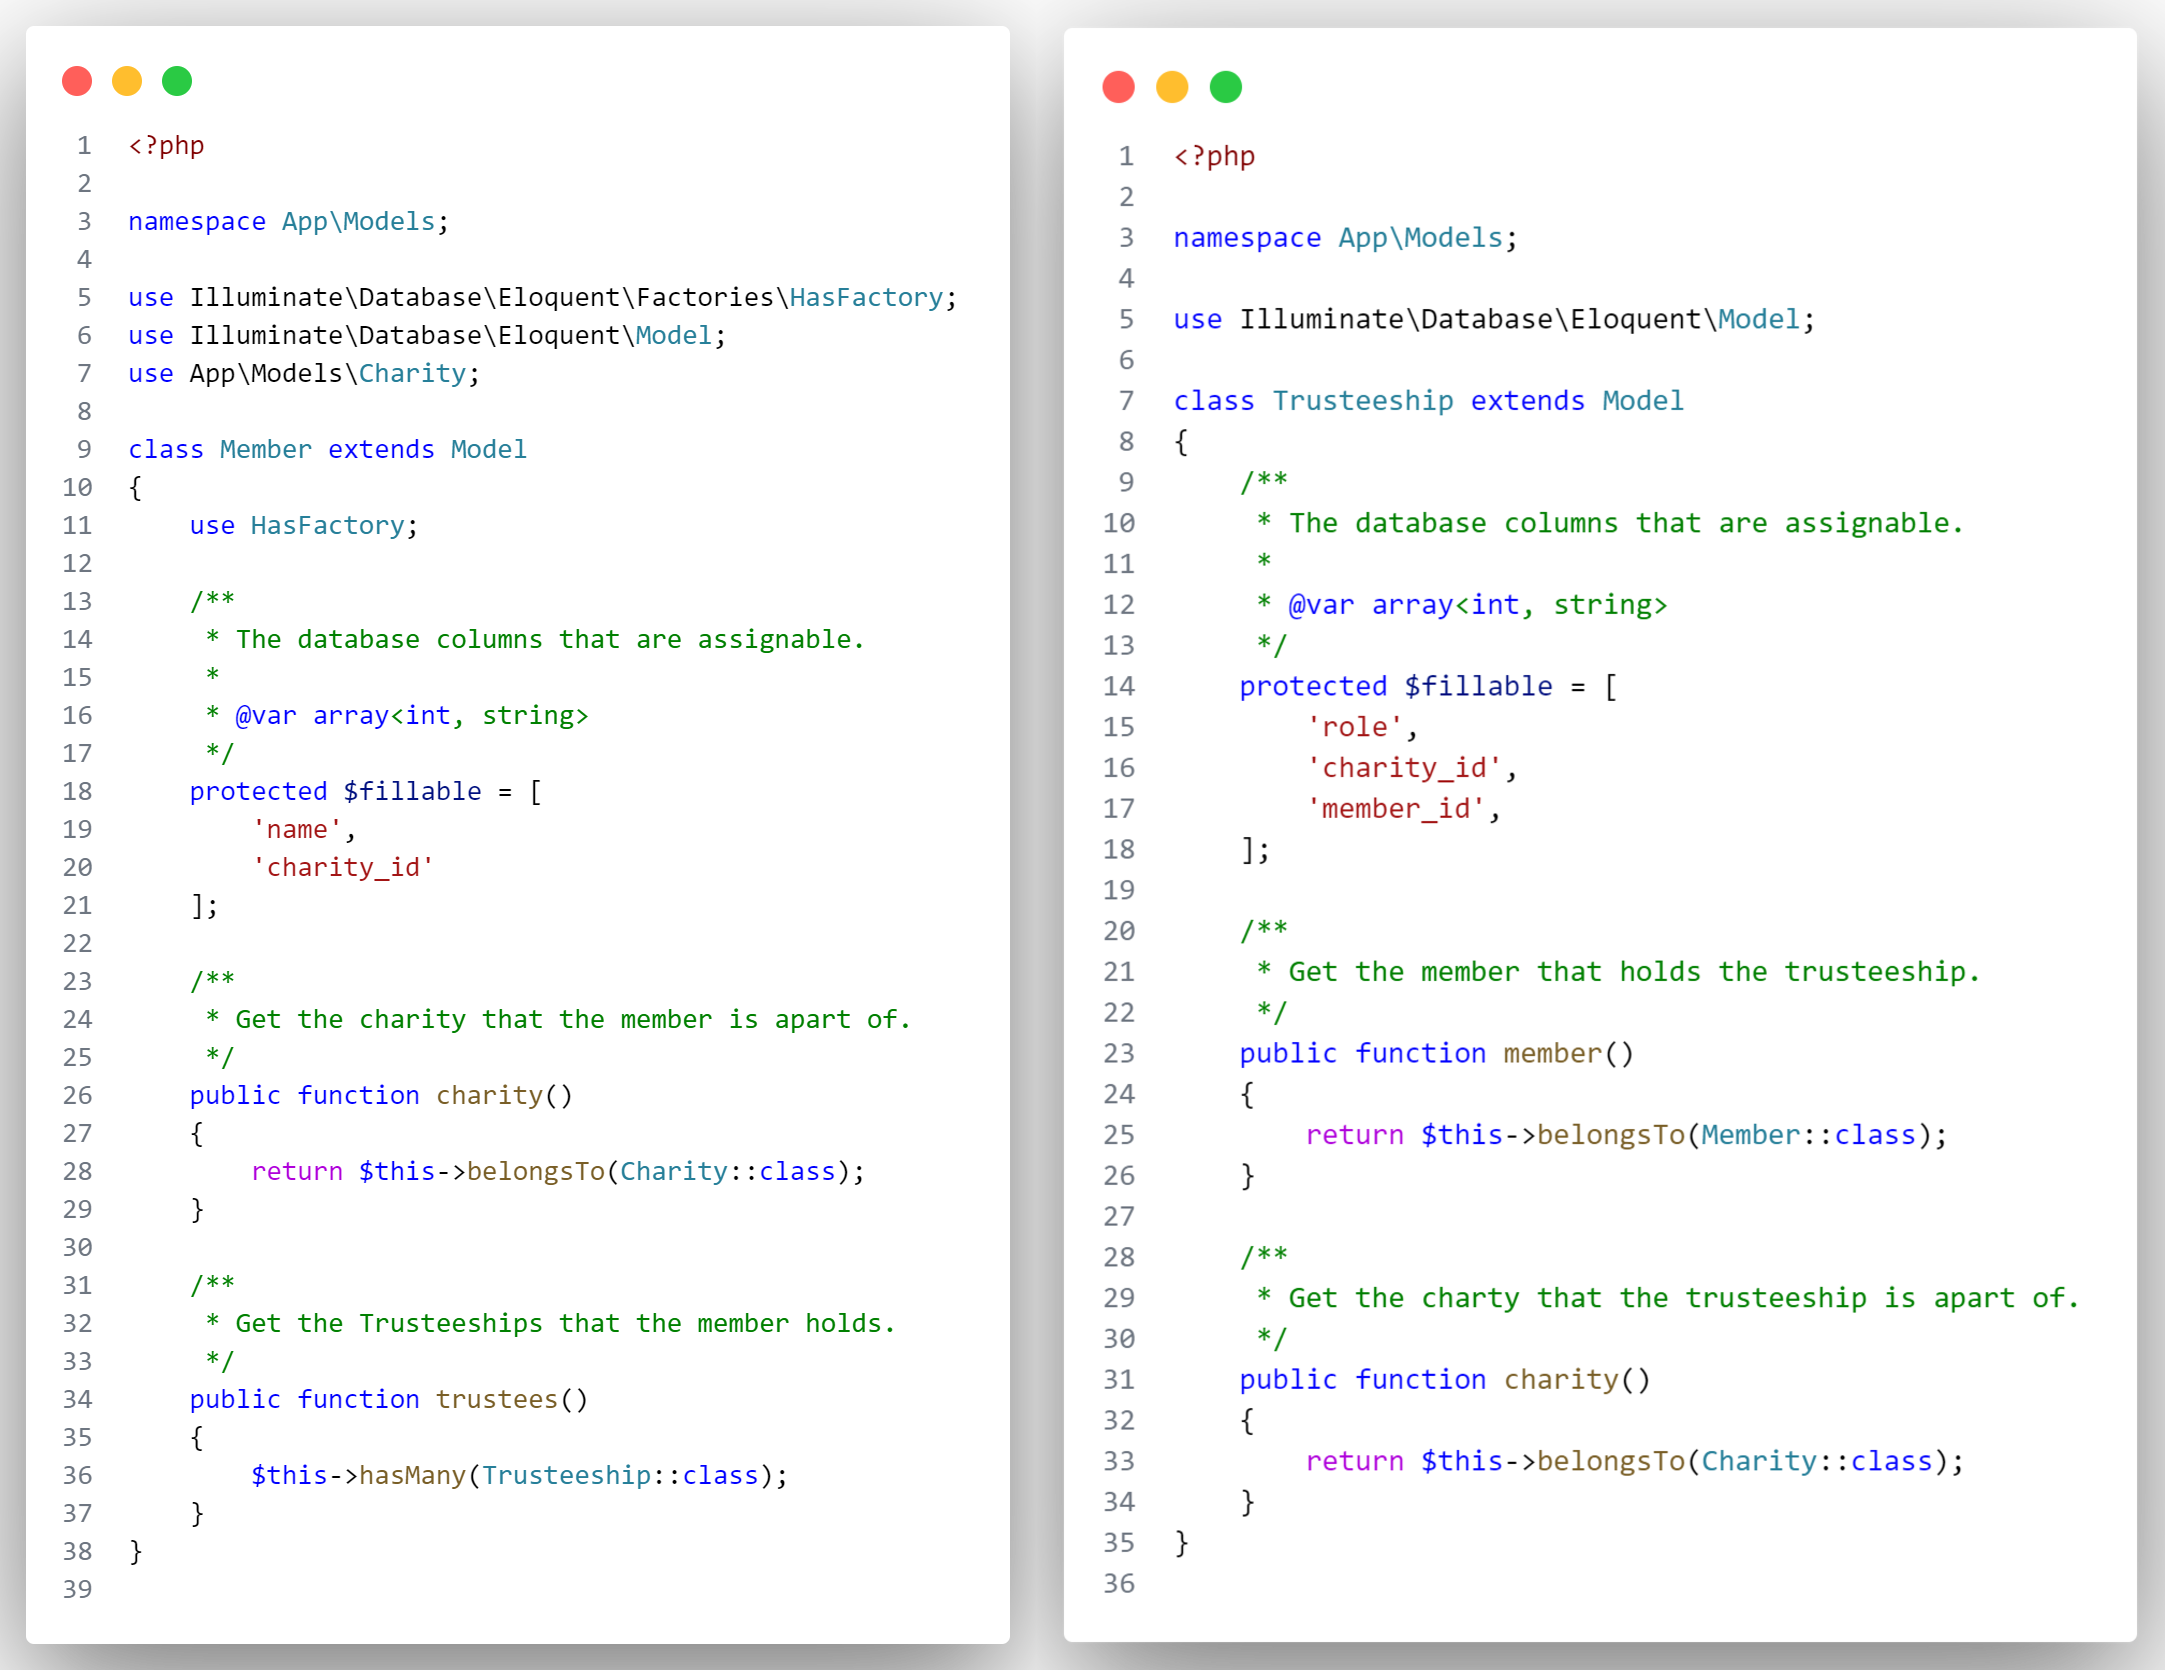 1 <?php
2
3 namespace App\Models;
4
5 use Illuminate\Database\Eloquent\Factories\HasFactory;
6 use Illuminate\Database\Eloquent\Model;
7 use App\Models\Charity;
8
9 class Member extends Model
10 {
11     use HasFactory;
12
13     /**
14      * The database columns that are assignable.
15      *
16      * @var array<int, string>
17      */
18     protected $fillable = [
19         'name',
20         'charity_id'
21     ];
22
23     /**
24      * Get the charity that the member is apart of.
25      */
26     public function charity()
27     {
28         return $this->belongsTo(Charity::class);
29     }
30
31     /**
32      * Get the Trusteeships that the member holds.
33      */
34     public function trustees()
35     {
36         $this->hasMany(Trusteeship::class);
37     }
38 }
39
1 <?php
2
3 namespace App\Models;
4
5 use Illuminate\Database\Eloquent\Model;
6
7 class Trusteeship extends Model
8 {
9     /**
10      * The database columns that are assignable.
11      *
12      * @var array<int, string>
13      */
14     protected $fillable = [
15         'role',
16         'charity_id',
17         'member_id',
18     ];
19
20     /**
21      * Get the member that holds the trusteeship.
22      */
23     public function member()
24     {
25         return $this->belongsTo(Member::class);
26     }
27
28     /**
29      * Get the charty that the trusteeship is apart of.
30      */
31     public function charity()
32     {
33         return $this->belongsTo(Charity::class);
34     }
35 }
36